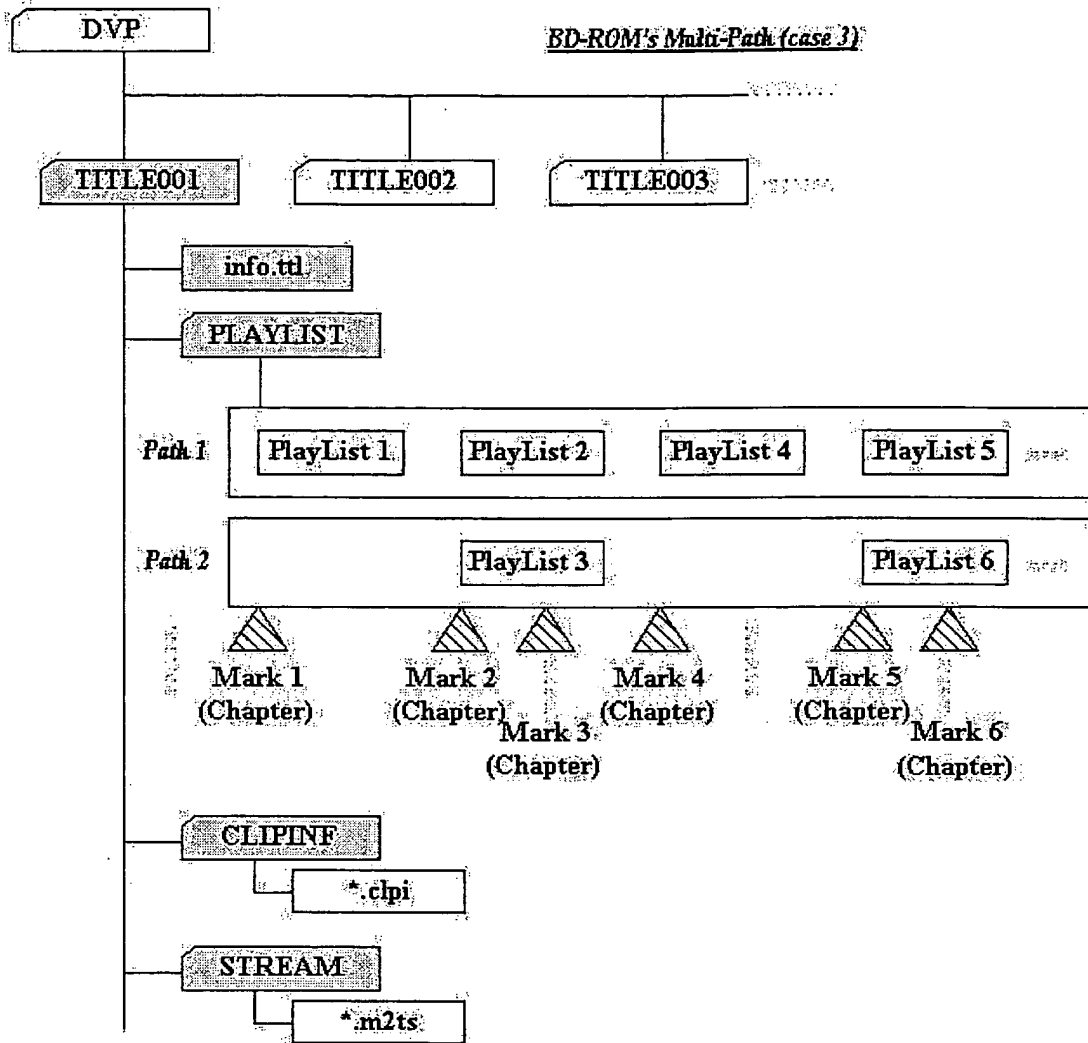 DVP
BD-ROM's Multi-Path (case 3)
TITLE001
TITLE002
TITLE003
info.ttl
PLAYLIST
Path 1
PlayList 1
PlayList 2
PlayList 4
PlayList 5
Path 2
PlayList 3
PlayList 6
Mark 1
(Chapter)
Mark 2
(Chapter)
Mark 3
(Chapter)
Mark 4
(Chapter)
Mark 5
(Chapter)
Mark 6
(Chapter)
CLIPINF
*.clpi
STREAM
*.m2ts